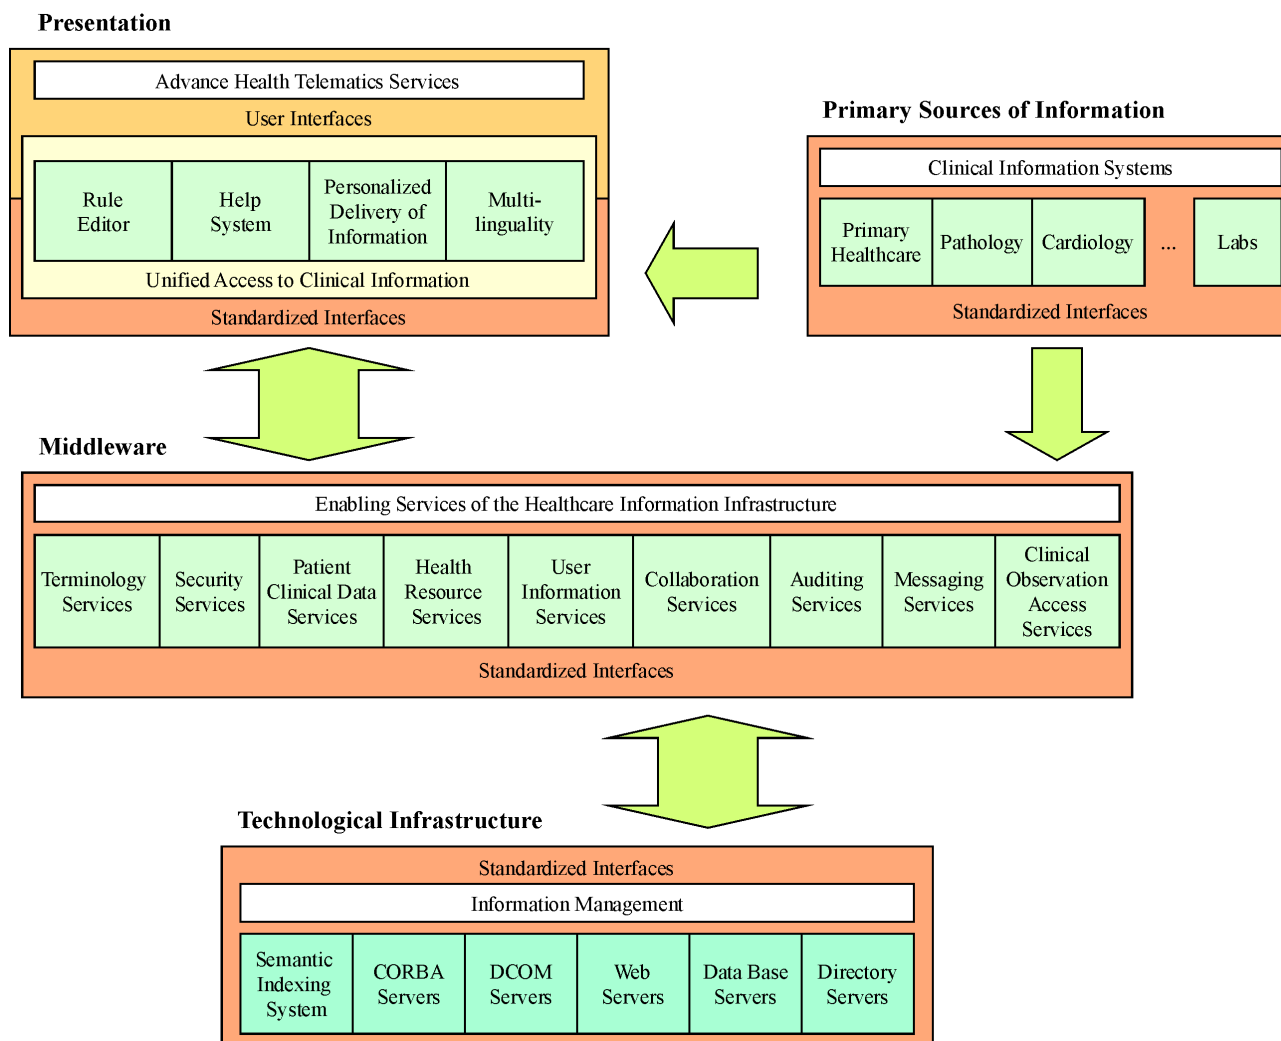 Presentation
Advance Health Telematics Services
User Interfaces
Rule
Editor
Help
System
Personalized
Delivery of
Information
Multi-
linguality
Unified Access to Clinical Information
Standardized Interfaces
Primary Sources of Information
Clinical Information Systems
Primary
Healthcare
Pathology
Cardiology
...
Labs
Standardized Interfaces
Middleware
Enabling Services of the Healthcare Information Infrastructure
Terminology
Services
Security
Services
Patient
Clinical Data
Services
Health
Resource
Services
User
Information
Services
Collaboration
Services
Auditing
Services
Messaging
Services
Clinical
Observation
Access
Services
Standardized Interfaces
Technological Infrastructure
Standardized Interfaces
Information Management
Semantic
Indexing
System
CORBA
Servers
DCOM
Servers
Web
Servers
Data Base
Servers
Directory
Servers